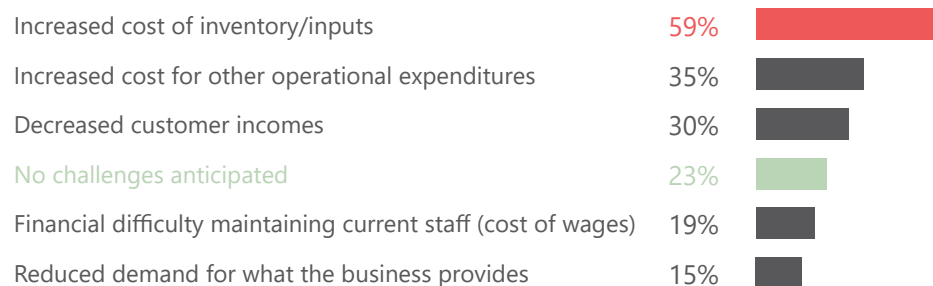 Increased cost of inventory/inputs 59%
Increased cost for other operational expenditures 35%
Decreased customer incomes 30%
No challenges anticipated 23%
Financial difficulty maintaining current staff (cost of wages) 19%
Reduced demand for what the business provides 15%